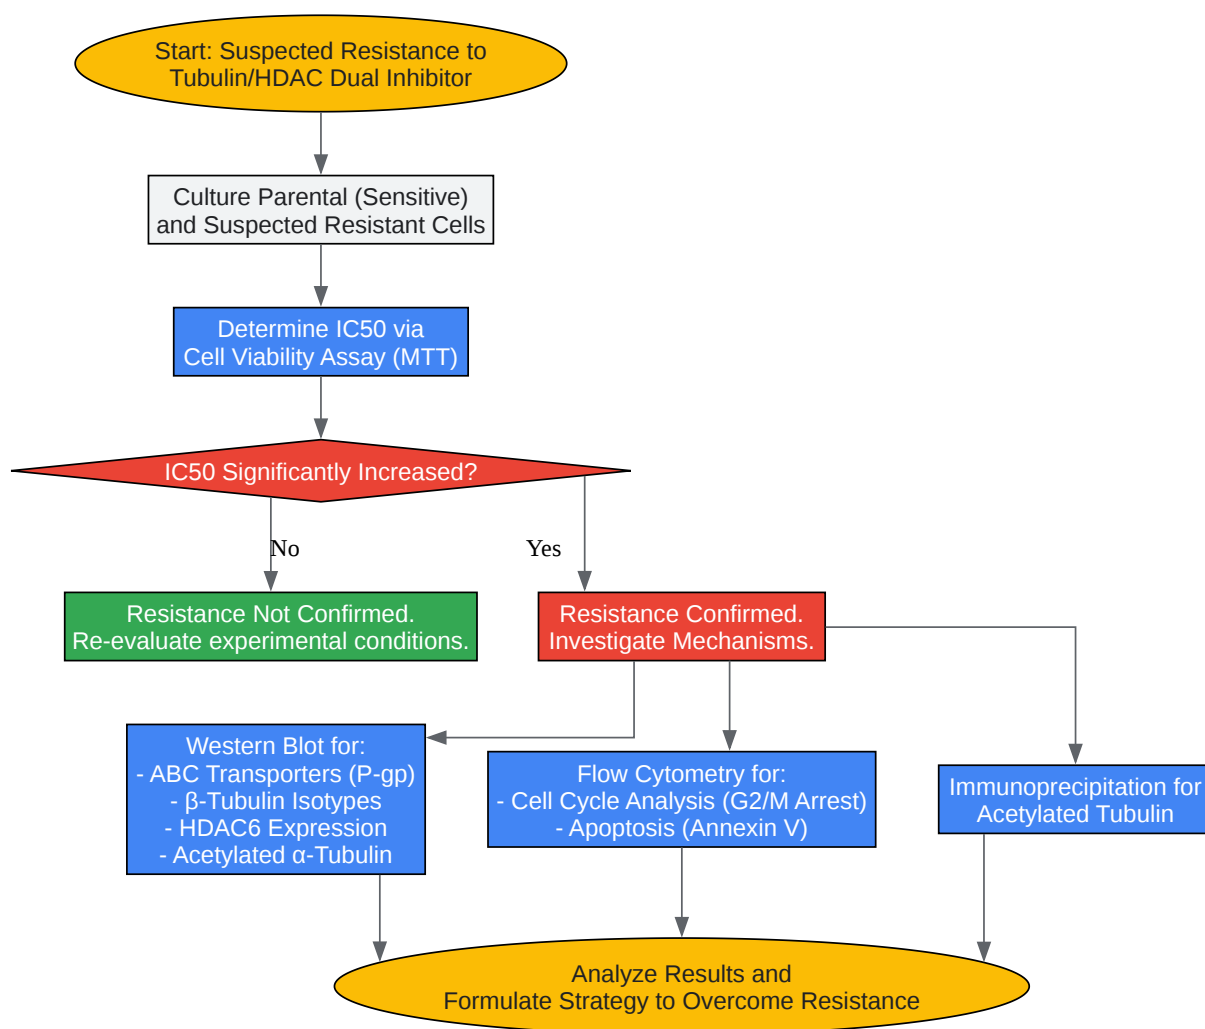 Start: Suspected Resistance to
Tubulin/HDAC Dual Inhibitor
Culture Parental (Sensitive)
and Suspected Resistant Cells
Determine IC50 via
Cell Viability Assay (MTT)
IC50 Significantly Increased?
No
Yes
Resistance Not Confirmed.
Re-evaluate experimental conditions.
Resistance Confirmed.
Investigate Mechanisms.
Western Blot for:
- ABC Transporters (P-gp)
- β-Tubulin Isotypes
- HDAC6 Expression
- Acetylated α-Tubulin
Flow Cytometry for:
- Cell Cycle Analysis (G2/M Arrest)
- Apoptosis (Annexin V)
Immunoprecipitation for
Acetylated Tubulin
Analyze Results and
Formulate Strategy to Overcome Resistance